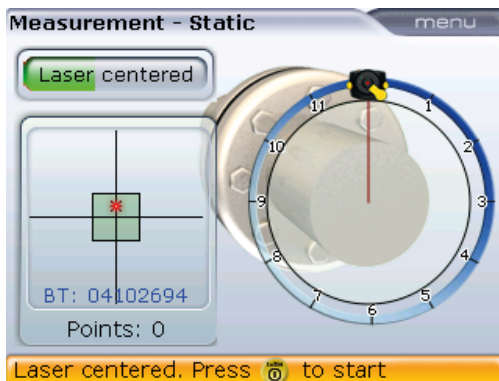 Measurement - Static
menu
Laser centered
11
1
10
2
9
3
8
4
7
5
6
BT: 04102694
Points: 0
Laser centered. Press to start